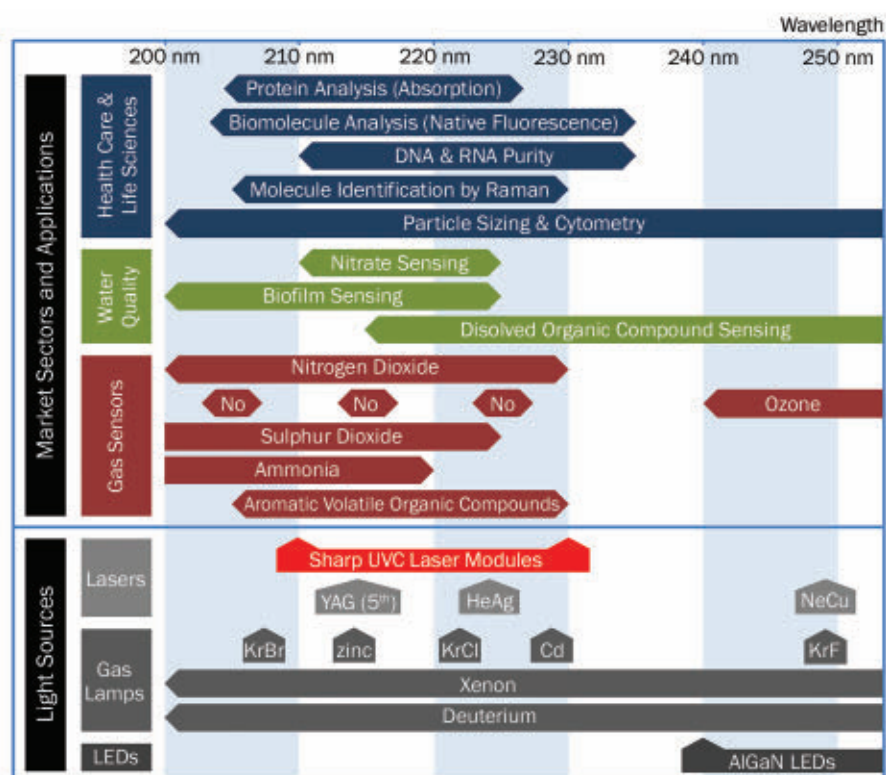 Wavelength
200 nm 210 nm 220 nm 230 nm 240 nm 250 nm
Market Sectors and Applications
Health Care &
Life Sciences
Protein Analysis (Absorption)
Biomolecule Analysis (Native Fluorescence)
DNA & RNA Purity
Molecule Identification by Raman
Particle Sizing & Cytometry
Water
Quality
Nitrate Sensing
Biofilm Sensing
Disolved Organic Compound Sensing
Gas Sensors
Nitrogen Dioxide
No No No Ozone
Sulphur Dioxide
Ammonia
Aromatic Volatile Organic Compounds
Light Sources
Lasers
Sharp UVC Laser Modules
YAG (5th) HeAg NeCu
Gas
Lamps
KrBr zinc KrCl Cd KrF
Xenon
Deuterium
LEDs
AlGaN LEDs